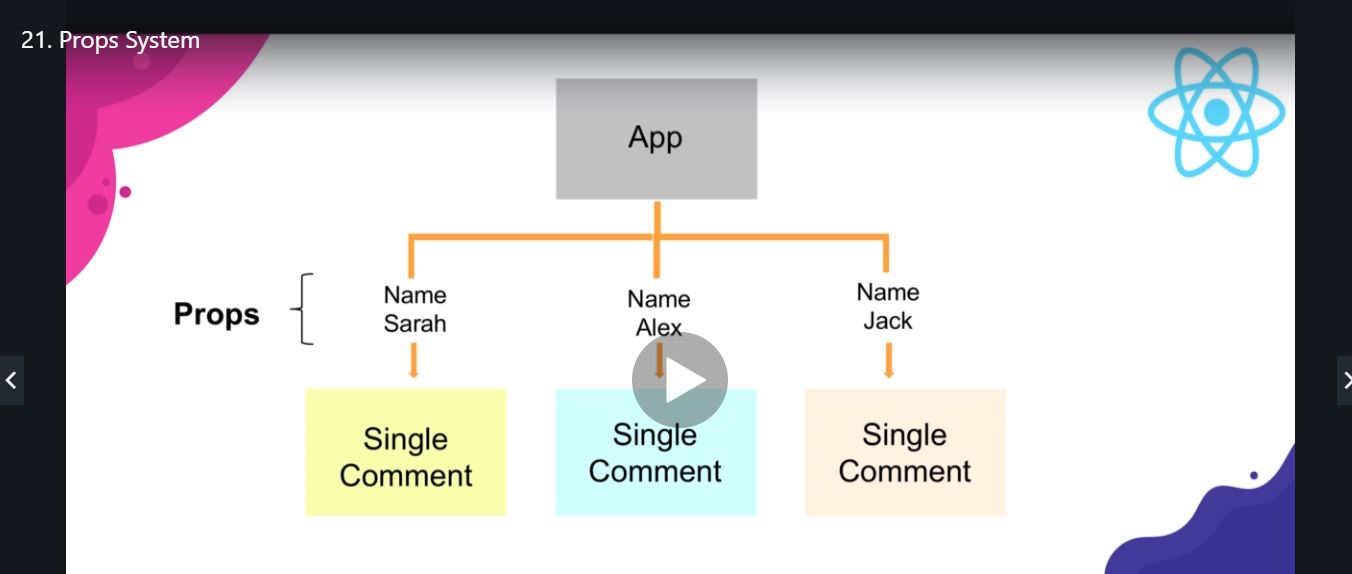 21. Props System
App
Props
Name
Sarah
Name
Alex
Name
Jack
Single
Comment
Single
Comment
Single
Comment